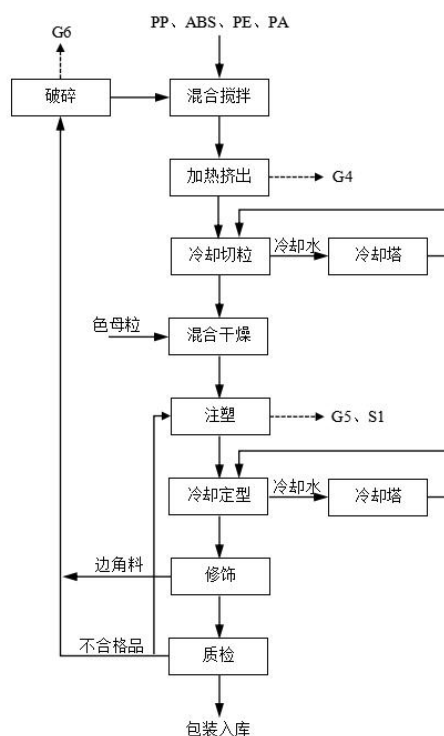 PP、ABS、PE、PA
G6
破碎
混合搅拌
加热挤出
G4
冷却切粒
冷却水
冷却塔
色母粒
混合干燥
注塑
G5、S1
冷却定型
冷却水
冷却塔
边角料
修饰
不合格品
质检
包装入库